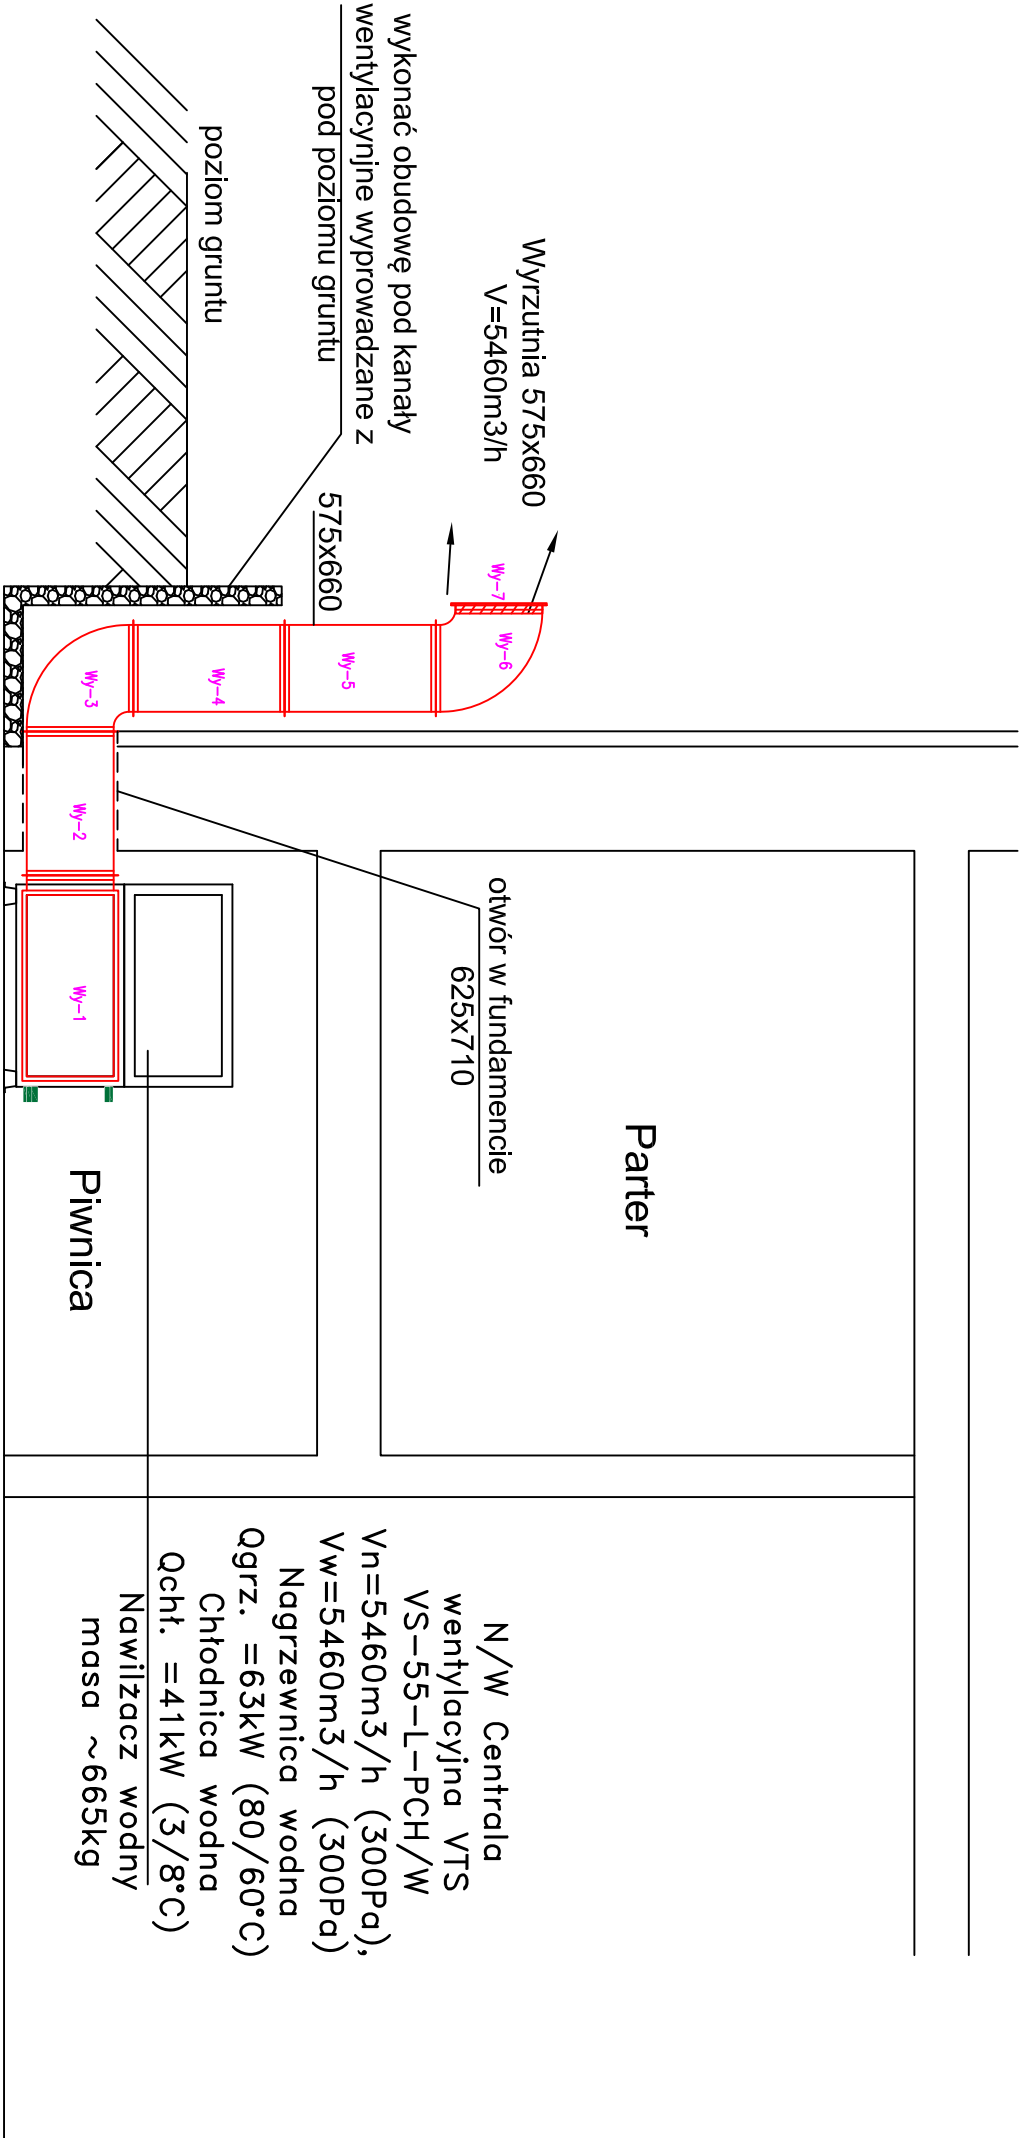 Wyrzutnia 575x660
V=5460m3/h
wykonać obudowę pod kanały
wentylacynjne wyprowadzane z
pod poziomu gruntu
poziom gruntu
575x660
Wy-7
Wy-6
Wy-5
Wy-4
Wy-3
Wy-2
Wy-1
otwór w fundamencie
625x710
Parter
Piwnica
N/W Centrala
wentylacyjna VTS
VS-55-L-PCH/W
Vn=5460m3/h (300Pa),
Vw=5460m3/h (300Pa)
Nagrzewnica wodna
Qgrz. =63kW (80/60°C)
Chłodnica wodna
Qchł. =41kW (3/8°C)
Nawilżacz wodny
masa ~665kg